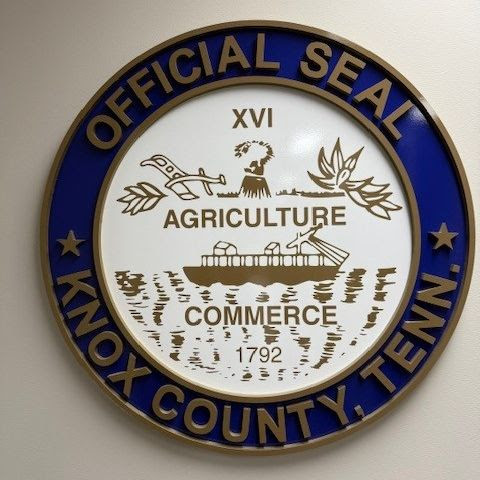 OFFICIAL SEAL
XVI
AGRICULTURE
COMMERCE
1792
KNOX COUNTY, TENN.